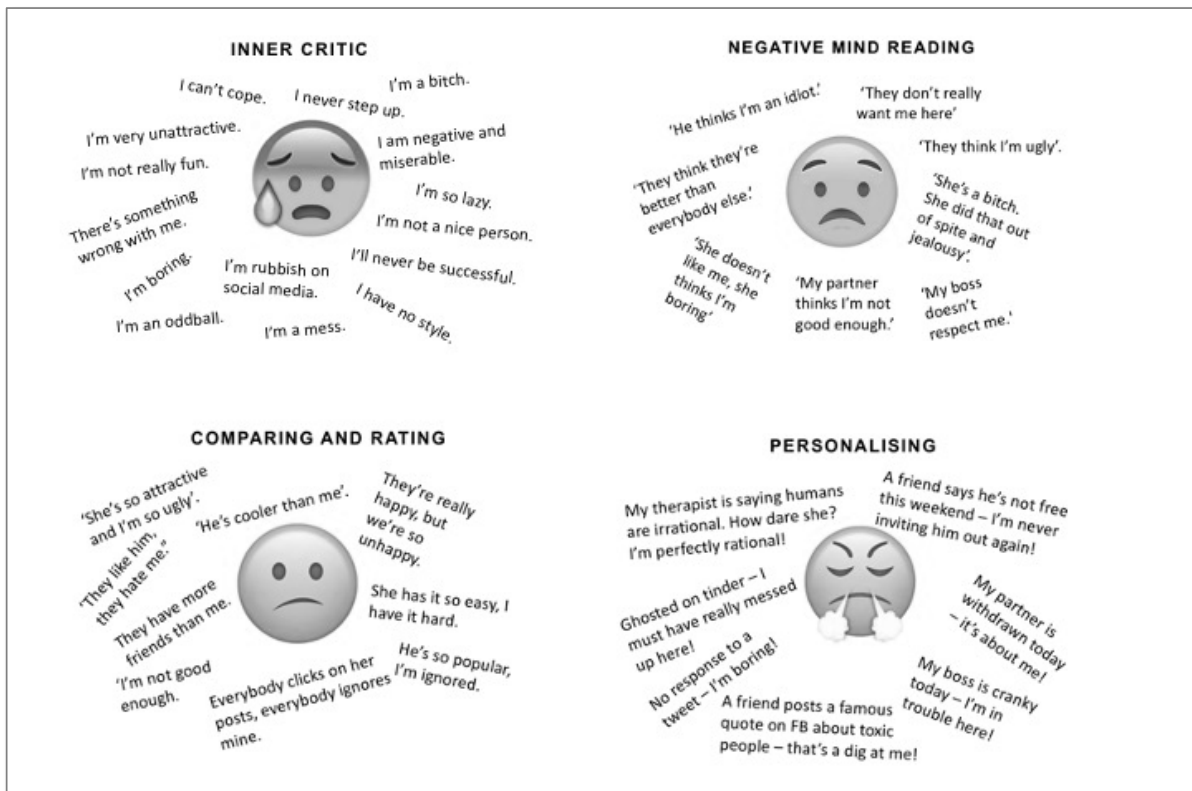 INNER CRITIC
I can't cope.
I never step up.
I'm a bitch.
I'm very unattractive.
I am negative and
miserable.
I'm not really fun.
I'm so lazy.
There's something
wrong with me.
I'm not a nice person.
I'm boring.
I'm rubbish on
social media.
I'll never be successful.
I'm an oddball.
I'm a mess.
I have no style.
NEGATIVE MIND READING
'He thinks I'm an idiot.'
'They don't really
want me here'
'They think I'm ugly'.
'They think they're
better than
everybody else.'
'She's a bitch.
She did that out
of spite and
jealousy'.
'She doesn't
like me, she
thinks I'm
boring'
'My partner
thinks I'm not
good enough.'
'My boss
doesn't
respect me.'
COMPARING AND RATING
'She's so attractive
and I'm so ugly'.
'He's cooler than me'.
They're really
happy, but
we're so
unhappy.
'They like him,
they hate me."
They have more
friends than me.
She has it so easy, I
have it hard.
'I'm not good
enough.
Everybody clicks on her
posts, everybody ignores
mine.
He's so popular,
I'm ignored.
PERSONALISING
My therapist is saying humans
are irrational. How dare she?
I'm perfectly rational!
A friend says he's not free
this weekend – I'm never
inviting him out again!
Ghosted on tinder – I
must have really messed
up here!
My partner is
withdrawn today
– it's about me!
No response to a
tweet – I'm boring!
A friend posts a famous
quote on FB about toxic
people – that's a dig at me!
My boss is cranky
today – I'm in
trouble here!